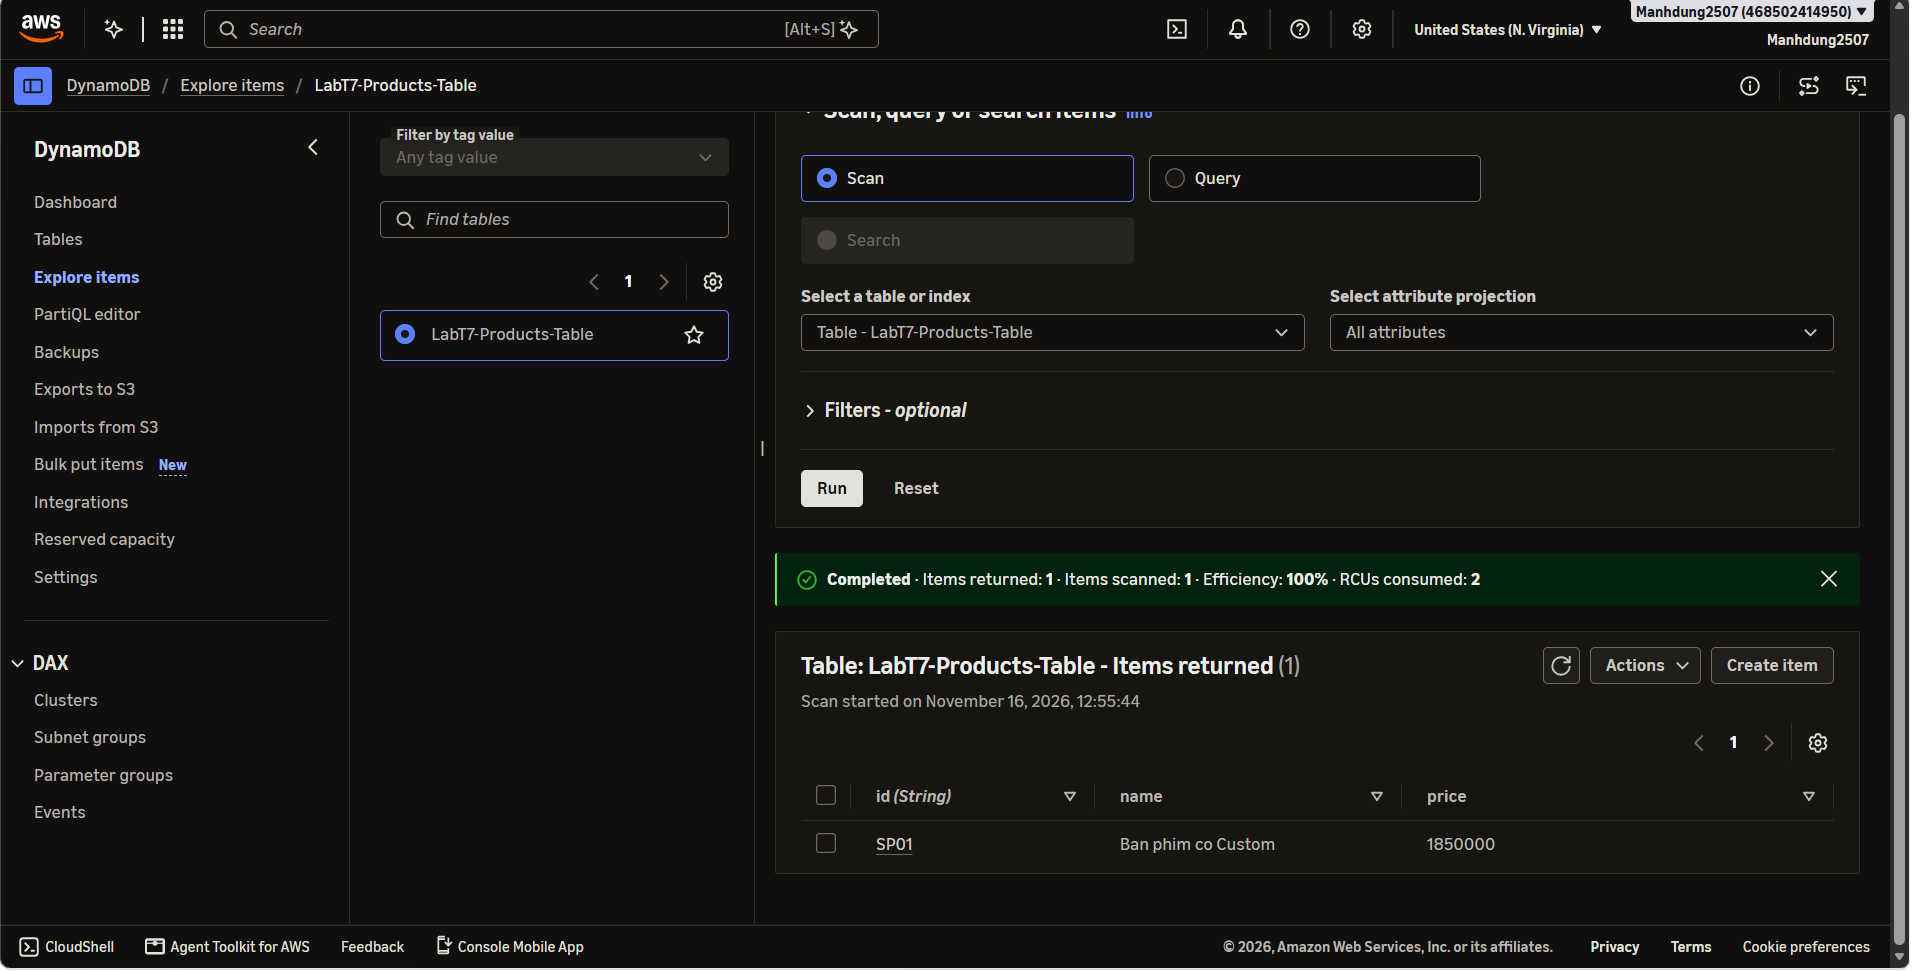 aws
Search [Alt+S]
United States (N. Virginia)
Manhdung2507 (468502414950)
Manhdung2507
DynamoDB / Explore items / LabT7-Products-Table
DynamoDB
Dashboard
Tables
Explore items
PartiQL editor
Backups
Exports to S3
Imports from S3
Bulk put items New
Integrations
Reserved capacity
Settings
DAX
Clusters
Subnet groups
Parameter groups
Events
Filter by tag value
Any tag value
Find tables
1
LabT7-Products-Table
Scan, query or search items Info
Scan
Query
Search
Select a table or index
Table - LabT7-Products-Table
Select attribute projection
All attributes
Filters - optional
Run Reset
Completed · Items returned: 1 · Items scanned: 1 · Efficiency: 100% · RCUs consumed: 2
Table: LabT7-Products-Table - Items returned (1)
Actions
Create item
Scan started on November 16, 2026, 12:55:44
1
id (String) name price
SP01 Ban phim co Custom 1850000
CloudShell Agent Toolkit for AWS Feedback Console Mobile App © 2026, Amazon Web Services, Inc. or its affiliates. Privacy Terms Cookie preferences